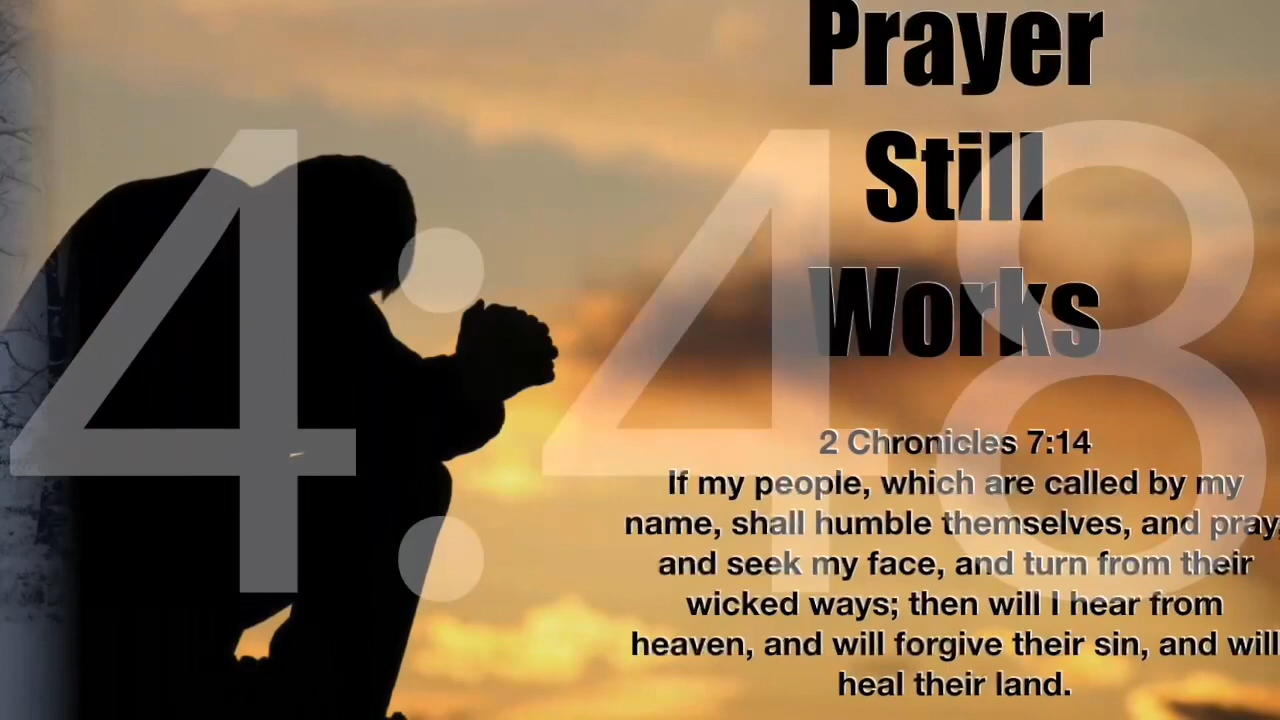 Prayer
Still
Works
4:48
2 Chronicles 7:14
If my people, which are called by my
name, shall humble themselves, and pray,
and seek my face, and turn from their
wicked ways; then will I hear from
heaven, and will forgive their sin, and will
heal their land.